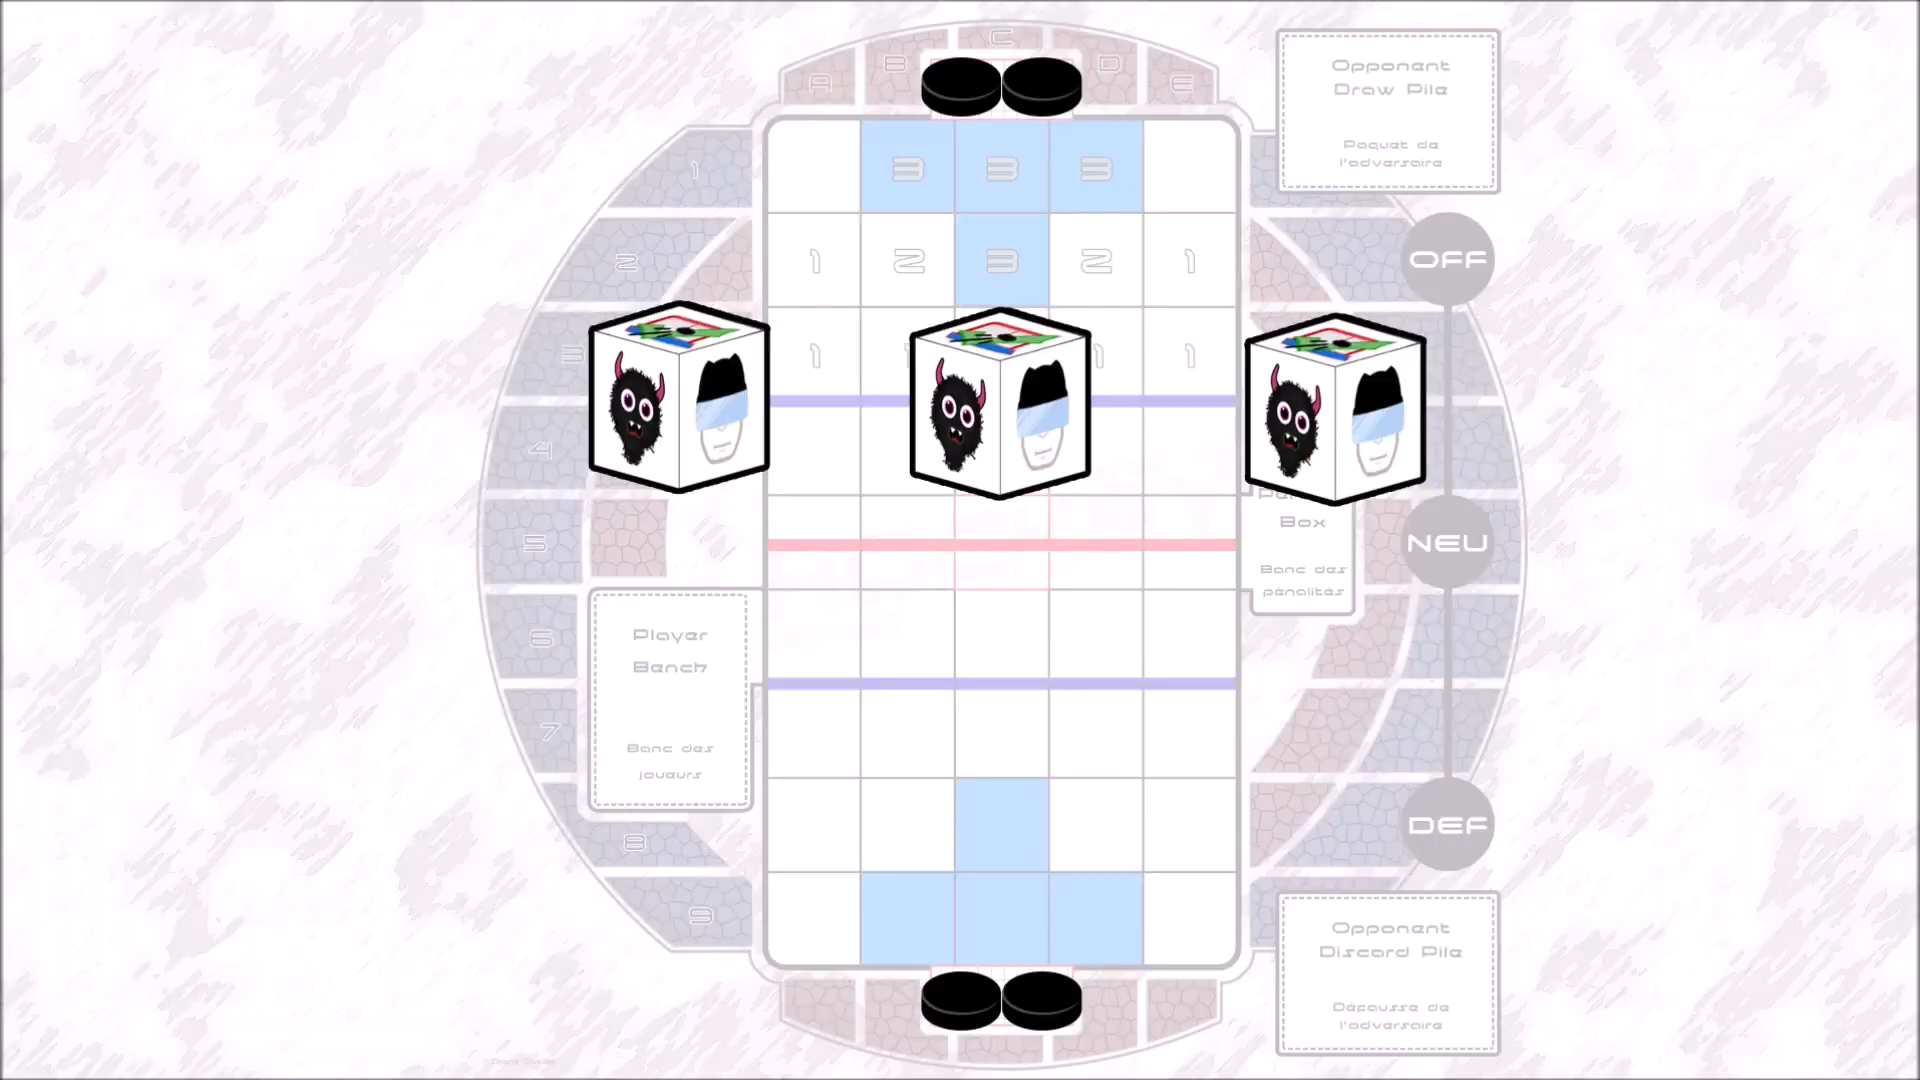 C
B
D
A
E
Opponent
Draw Pile
Paquet de
l'adversaire
1
3 3 3
2
1 2 3 2 1
OFF
3
1
1
1
4
Box
Banc des
pénalités
5
NEU
Player
Bench
Banc des
joueurs
6
7
8
DEF
9
Opponent
Discard Pile
Dépausse de
l'adversaire